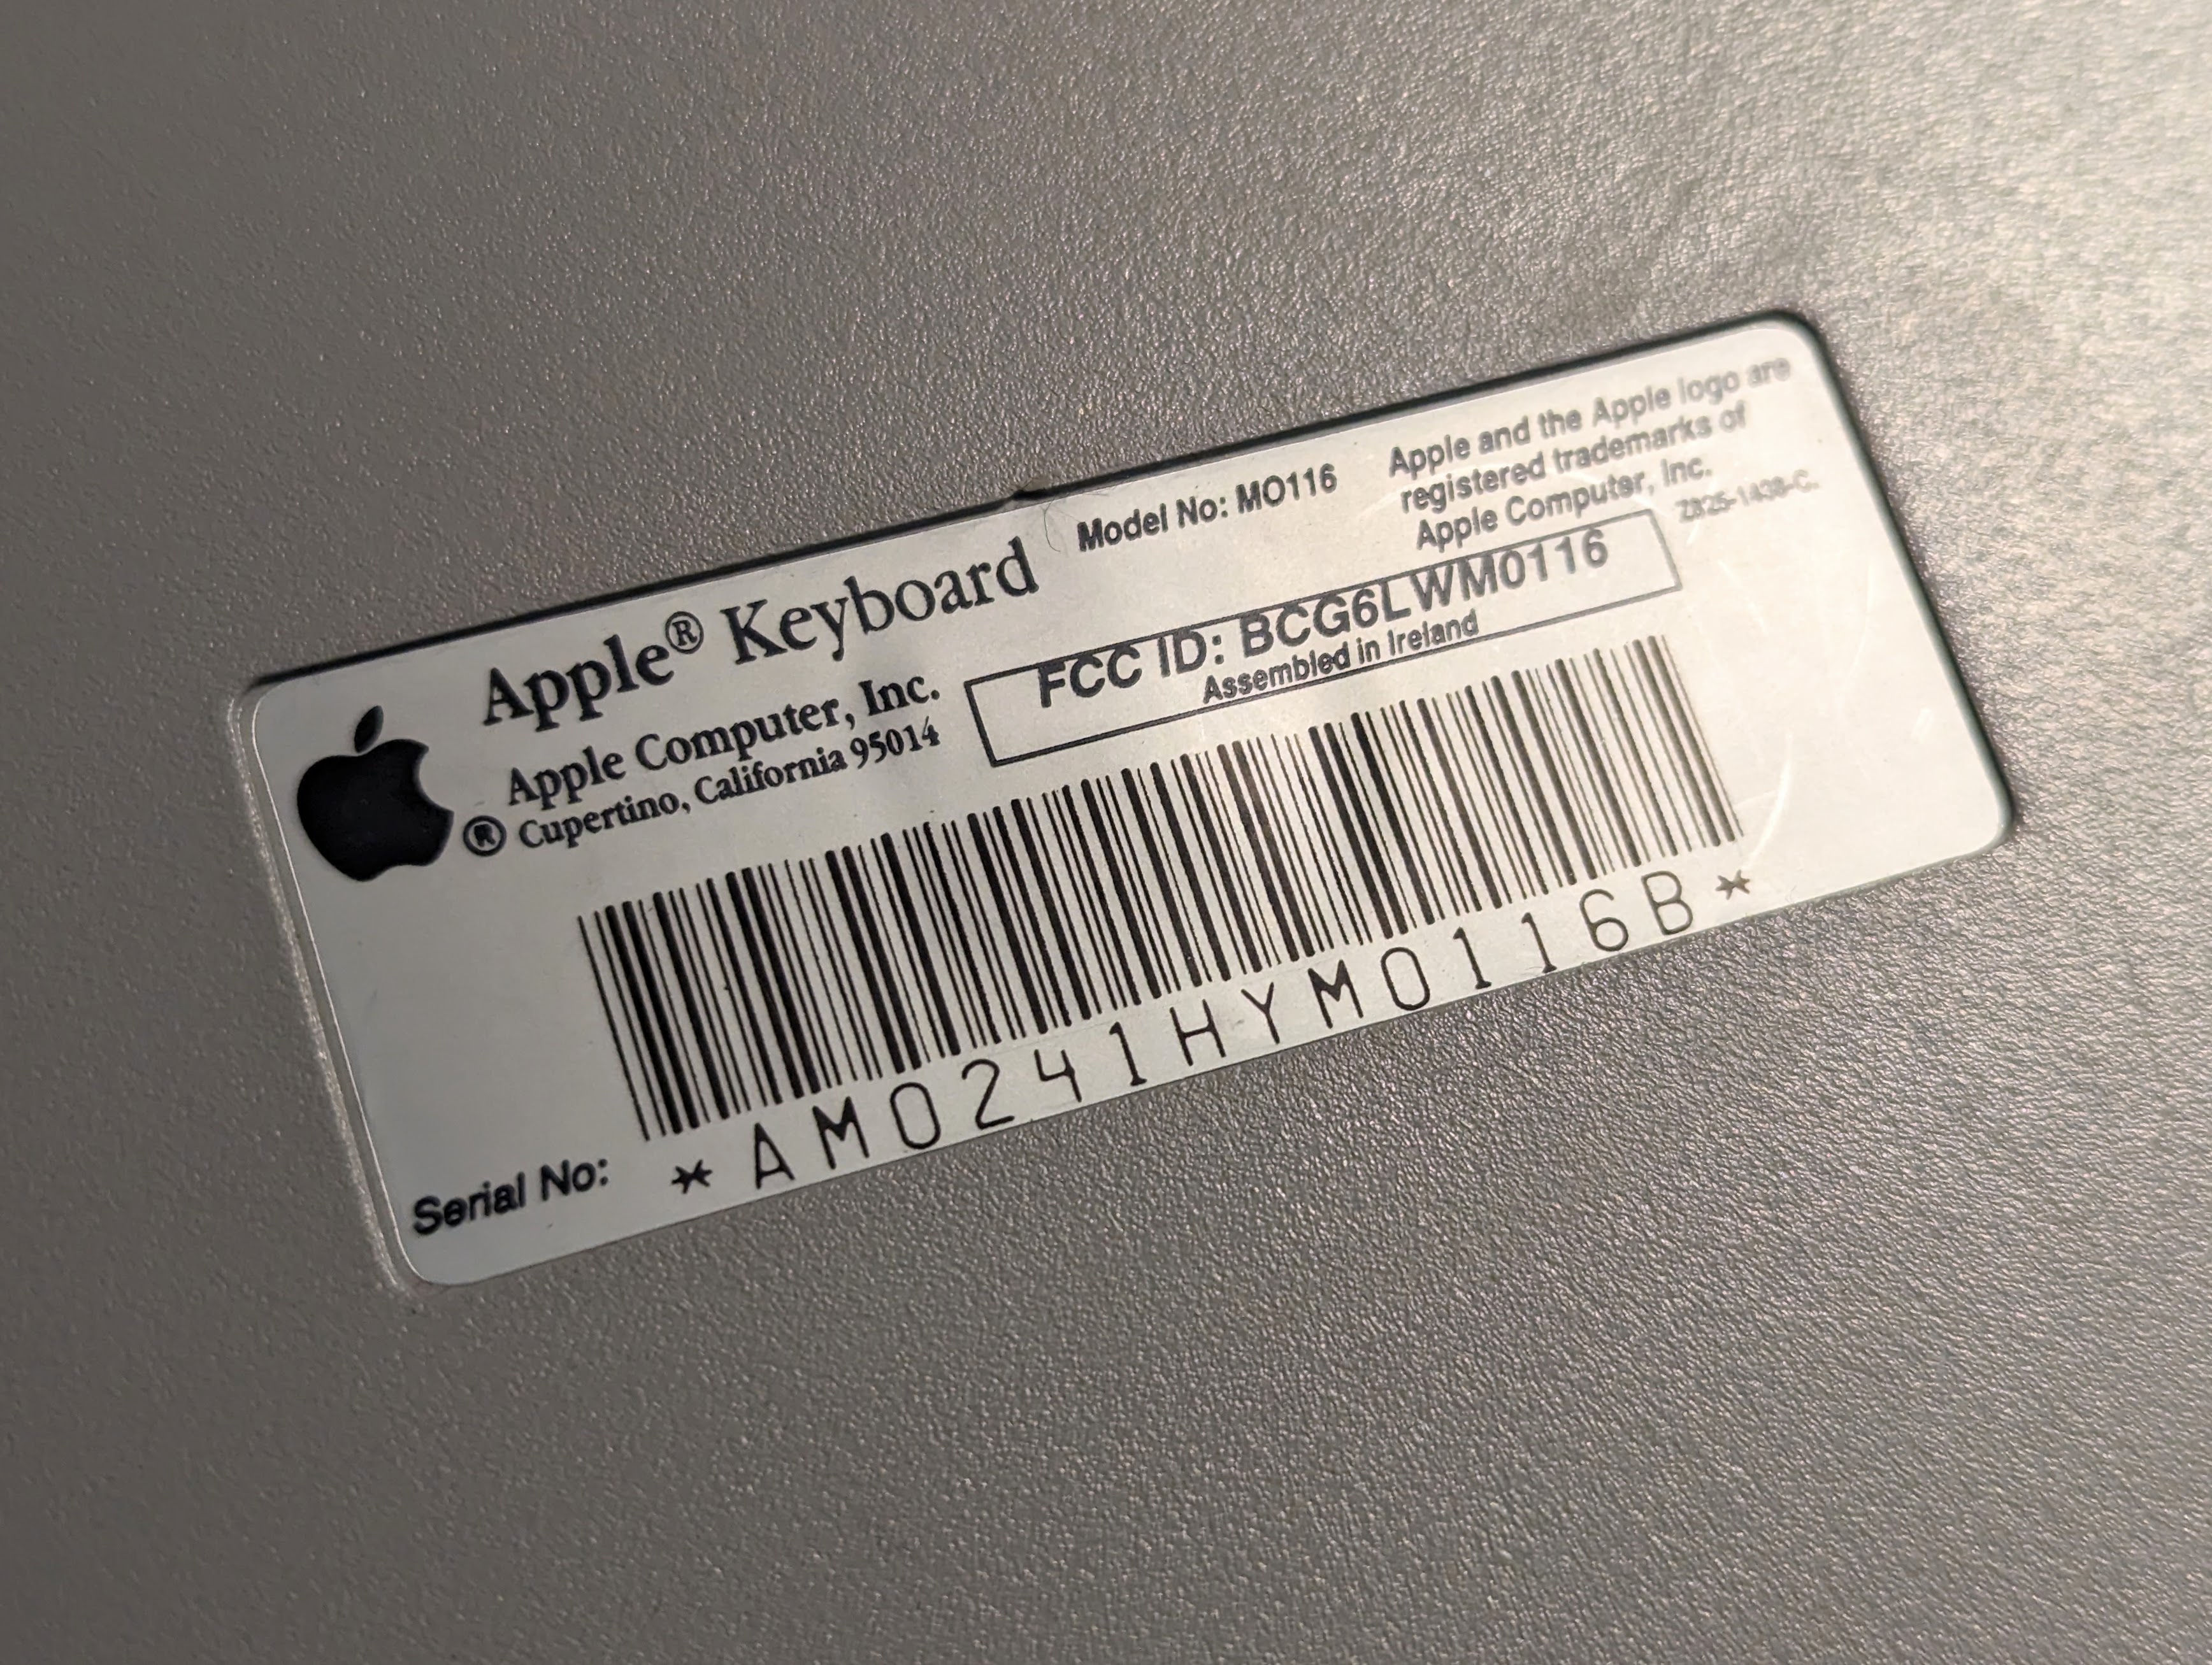 Apple® Keyboard
Apple Computer, Inc.
® Cupertino, California 95014
Model No: MO116
Apple and the Apple logo are
registered trademarks of
Apple Computer, Inc.
FCC ID: BCG6LWM0116
Assembled in Ireland
Serial No: *AM0241HYM0116B*